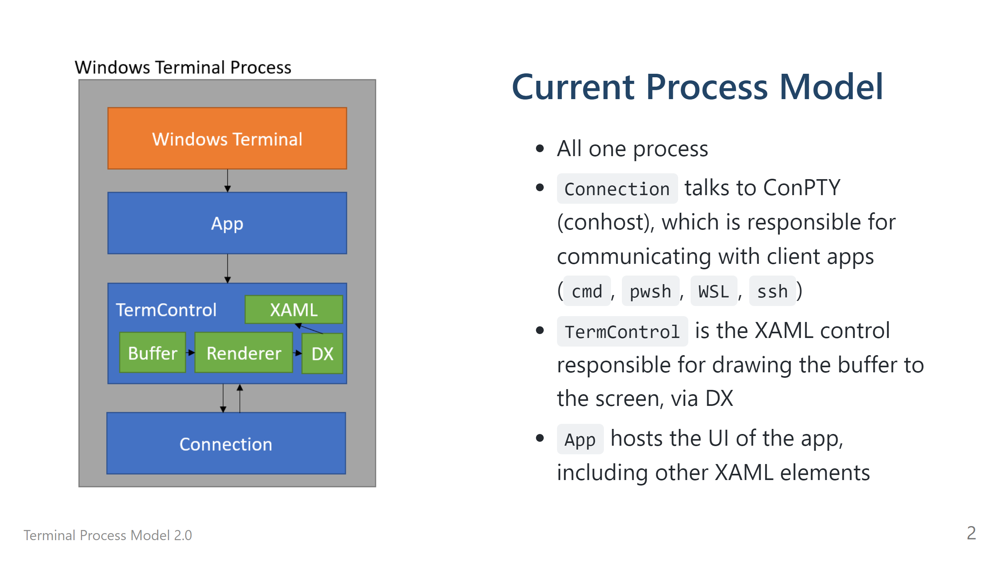 Windows Terminal Process
Windows Terminal
App
TermControl
XAML
Buffer
Renderer
DX
Connection
Current Process Model
• All one process
• Connection talks to ConPTY
(conhost), which is responsible for
communicating with client apps
( cmd , pwsh , WSL , ssh )
• TermControl is the XAML control
responsible for drawing the buffer to
the screen, via DX
• App hosts the UI of the app,
including other XAML elements
Terminal Process Model 2.0
2